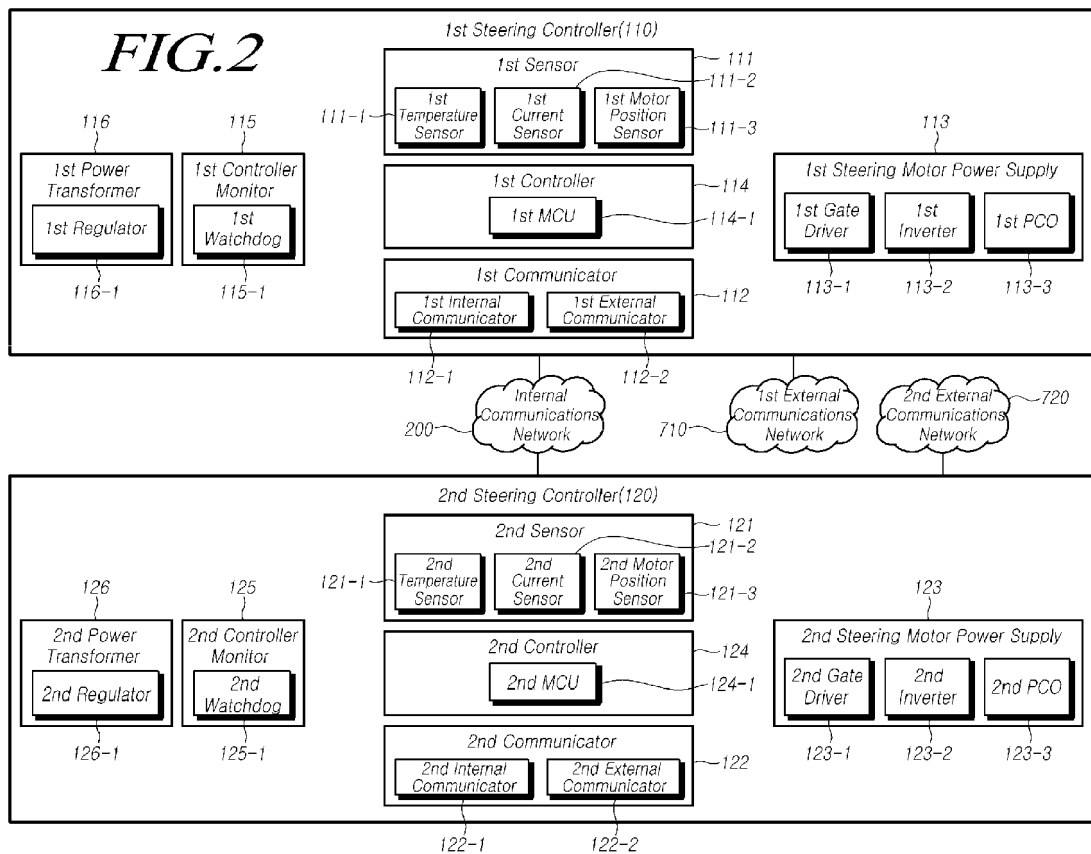 FIG.2
1st Steering Controller(110)
1st Sensor
111
111-2
111-1
1st
Temperature
Sensor
1st
Current
Sensor
1st Motor
Position
Sensor
111-3
116
115
113
1st Power
Transformer
1st Regulator
116-1
1st Controller
Monitor
1st
Watchdog
115-1
1st Controller
114
1st MCU
114-1
1st Steering Motor Power Supply
1st Gate
Driver
1st
Inverter
1st PCO
113-1
113-2
113-3
1st Communicator
112
1st Internal
Communicator
1st External
Communicator
112-1
112-2
Internal
Communications
Network
200
1st External
Communications
Network
710
2nd External
Communications
Network
720
2nd Steering Controller(120)
2nd Sensor
121
121-2
121-1
2nd
Temperature
Sensor
2nd
Current
Sensor
2nd Motor
Position
Sensor
121-3
126
125
123
2nd Power
Transformer
2nd Regulator
126-1
2nd Controller
Monitor
2nd
Watchdog
125-1
2nd Controller
124
2nd MCU
124-1
2nd Steering Motor Power Supply
2nd Gate
Driver
2nd
Inverter
2nd PCO
123-1
123-2
123-3
2nd Communicator
122
2nd Internal
Communicator
2nd External
Communicator
122-1
122-2